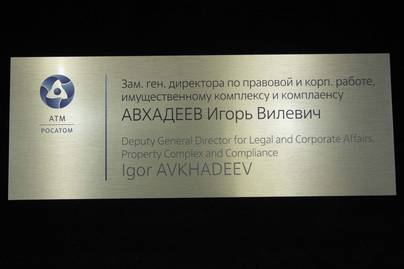 АТМ
РОСАТОМ
Зам. ген. директора по правовой и корп. работе,
имущественному комплексу и комплаенсу
АВХАДЕЕВ Игорь Вилевич
Deputy General Director for Legal and Corporate Affairs,
Property Complex and Compliance
Igor AVKHADEEV